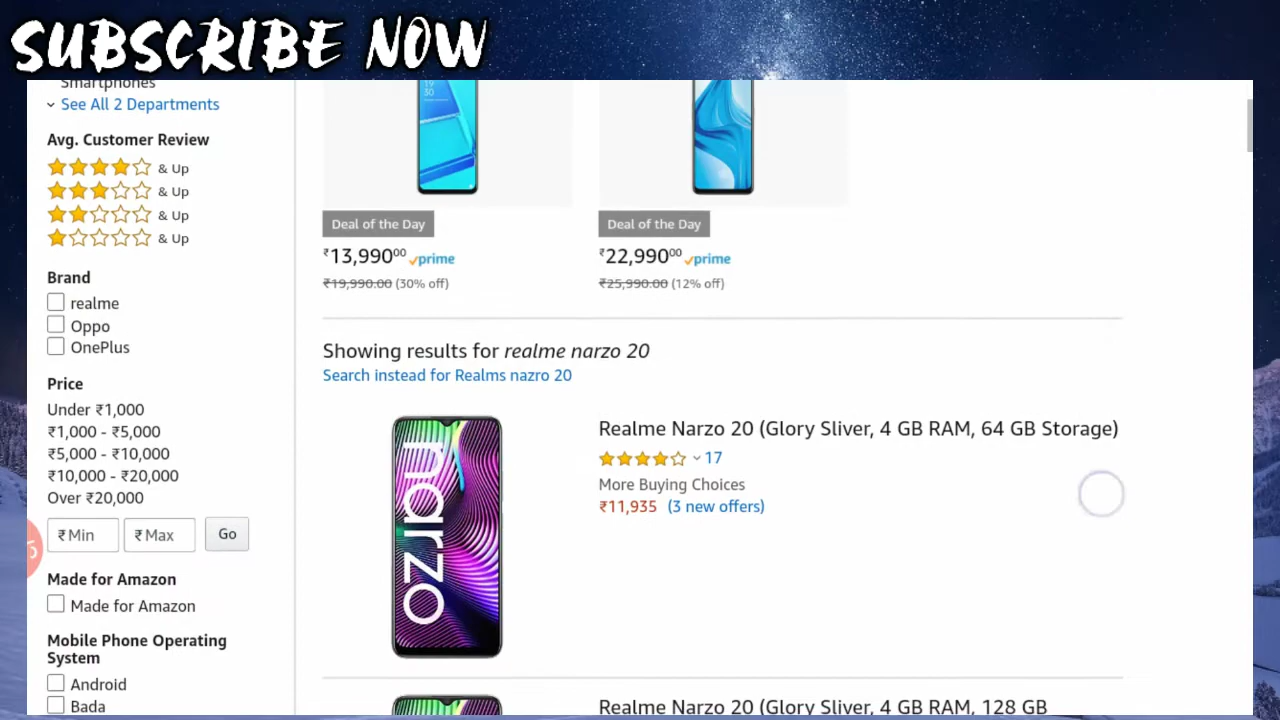 SUBSCRIBE NOW
Smartphones
See All 2 Departments
Avg. Customer Review
& Up
& Up
& Up
& Up
Brand
realme
Oppo
OnePlus
Price
Under ₹1,000
₹1,000 - ₹5,000
₹5,000 - ₹10,000
₹10,000 - ₹20,000
Over ₹20,000
₹ Min
₹ Max
Go
Made for Amazon
Made for Amazon
Mobile Phone Operating
System
Android
Bada
19
30
Deal of the Day
₹13,990⁰⁰ prime
₹19,990.00 (30% off)
Deal of the Day
₹22,990⁰⁰ prime
₹25,990.00 (12% off)
Showing results for realme narzo 20
Search instead for Realms nazro 20
narzo
Realme Narzo 20 (Glory Sliver, 4 GB RAM, 64 GB Storage)
17
More Buying Choices
₹11,935 (3 new offers)
Realme Narzo 20 (Glory Sliver, 4 GB RAM, 128 GB